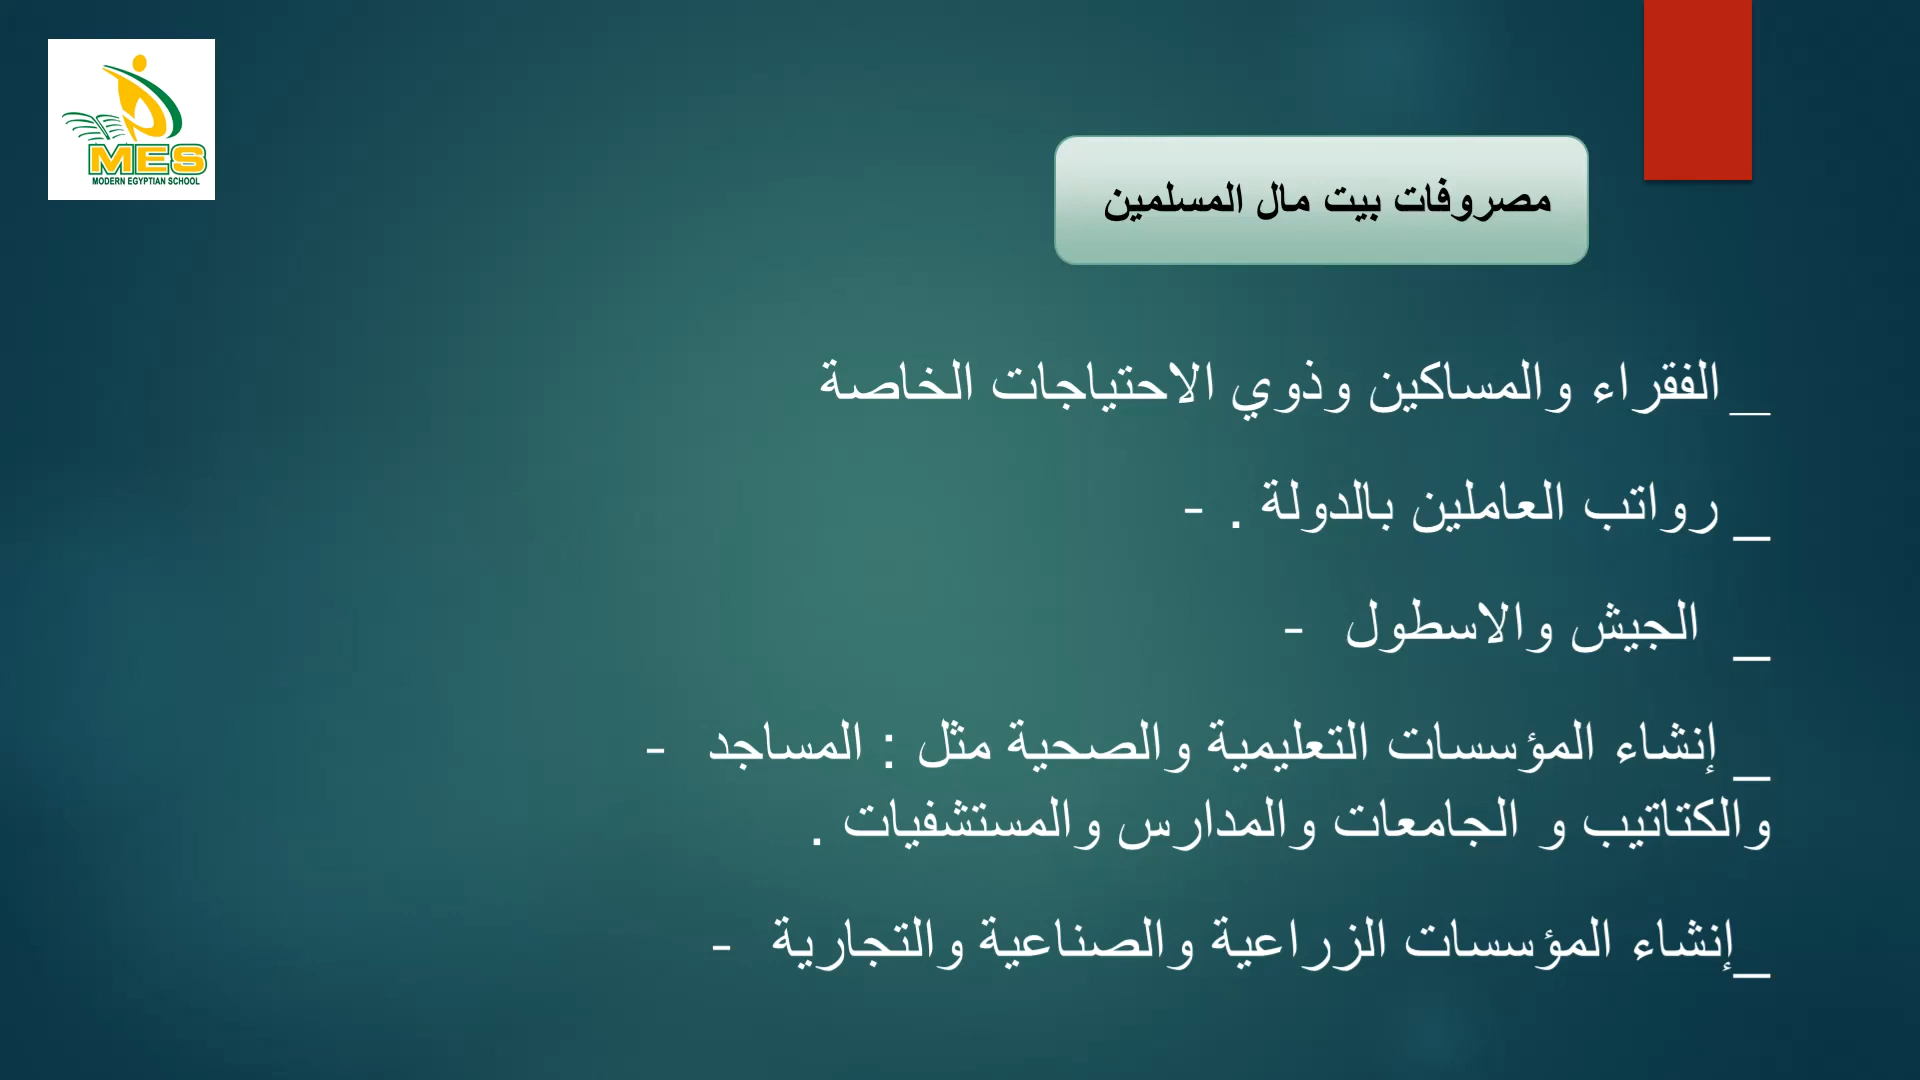 MES
MODERN EGYPTIAN SCHOOL
مصروفات بيت مال المسلمين
_ الفقراء والمساكين وذوي الاحتياجات الخاصة
_ رواتب العاملين بالدولة . -
_ الجيش والاسطول -
_ إنشاء المؤسسات التعليمية والصحية مثل : المساجد -
والكتاتيب و الجامعات والمدارس والمستشفيات .
_إنشاء المؤسسات الزراعية والصناعية والتجارية -